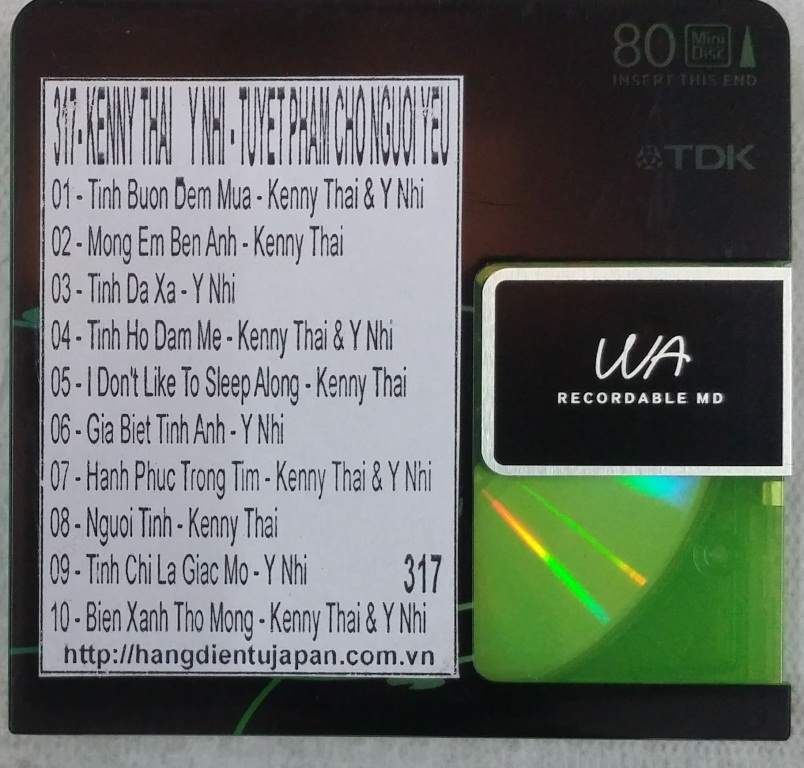 80 Mini Disc
INSERT THIS END
TDK
317- KENNY THAI Y NHI - TUYET PHAM CHO NGUOI YEU
01 - Tinh Buon Dem Mua - Kenny Thai & Y Nhi
02 - Mong Em Ben Anh - Kenny Thai
03 - Tinh Da Xa - Y Nhi
04 - Tinh Ho Dam Me - Kenny Thai & Y Nhi
05 - I Don't Like To Sleep Along - Kenny Thai
06 - Gia Biet Tinh Anh - Y Nhi
07 - Hanh Phuc Trong Tim - Kenny Thai & Y Nhi
08 - Nguoi Tinh - Kenny Thai
09 - Tinh Chi La Giac Mo - Y Nhi 317
10 - Bien Xanh Tho Mong - Kenny Thai & Y Nhi
http://hangdientujapan.com.vn
WA
RECORDABLE MD